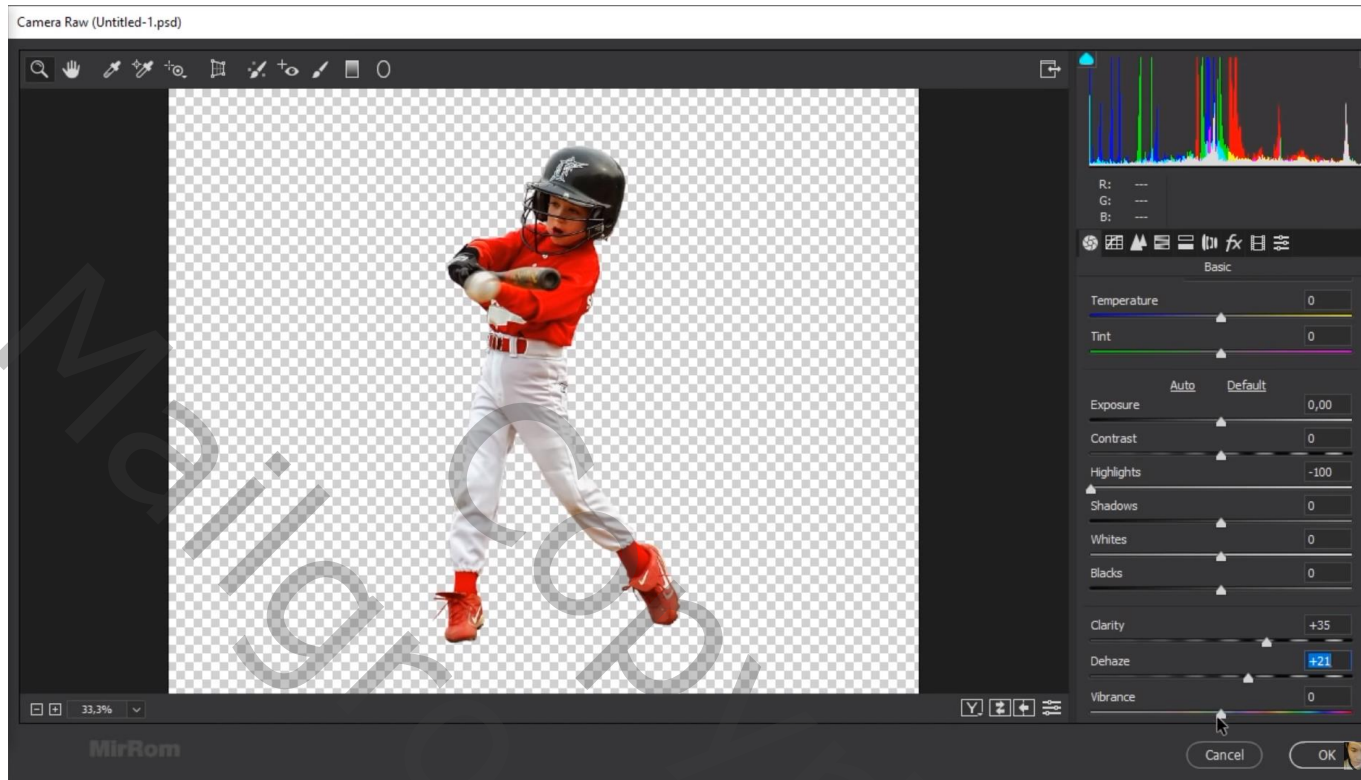 Camera Raw (Untitled-1.psd)
R: ---
G: ---
B: ---
fx
Basic
Temperature 0
Tint 0
Auto Default
Exposure 0,00
Contrast 0
Highlights -100
Shadows 0
Whites 0
Blacks 0
Clarity +35
Dehaze +21
Vibrance 0
33,3%
Y
MirRom
Cancel OK